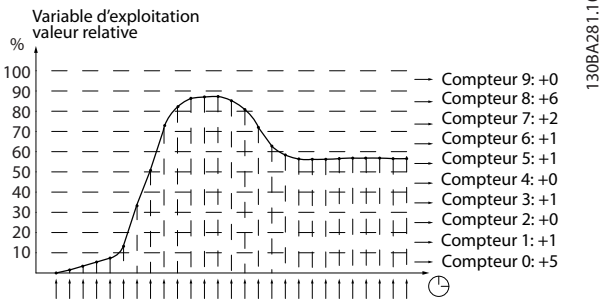 Variable d'exploitation
valeur relative
%
100
90
80
70
60
50
40
30
20
10
Compteur 9: +0
Compteur 8: +6
Compteur 7: +2
Compteur 6: +1
Compteur 5: +1
Compteur 4: +0
Compteur 3: +1
Compteur 2: +0
Compteur 1: +1
Compteur 0: +5